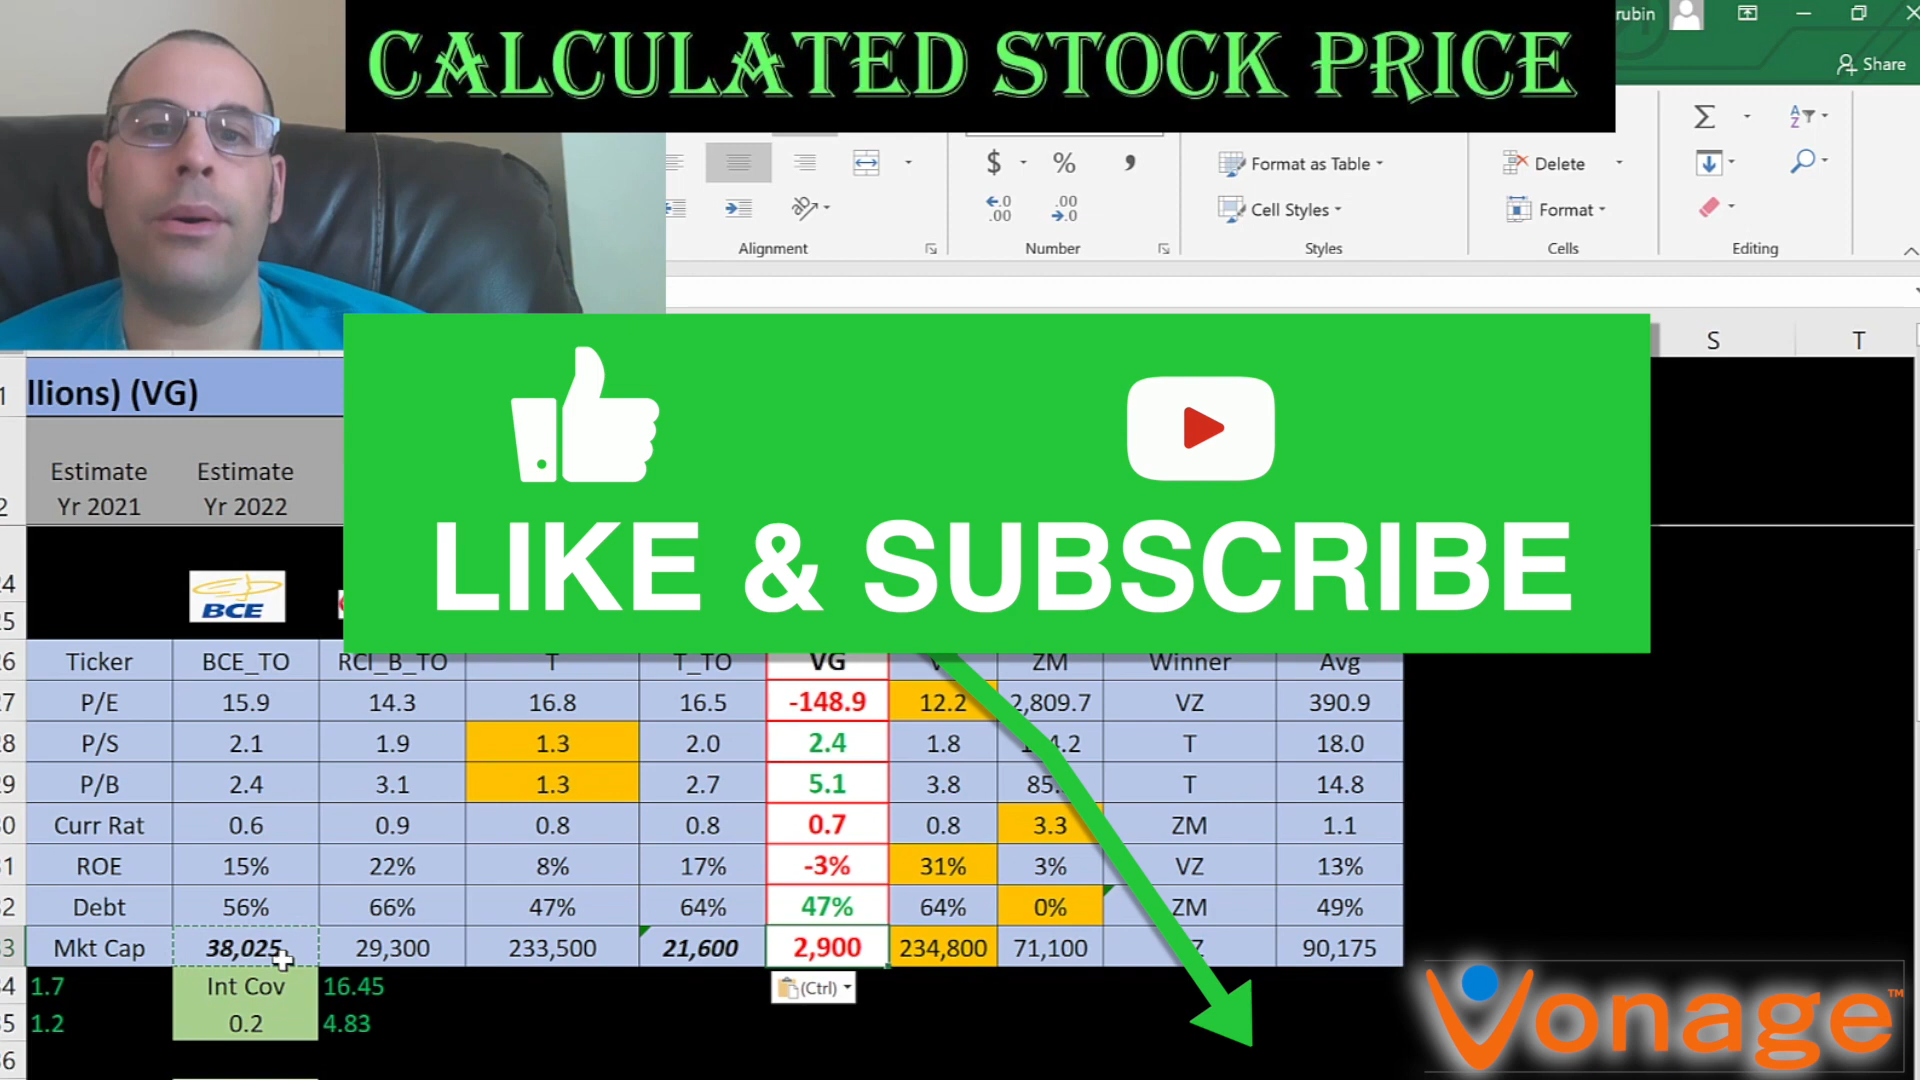 CALCULATED STOCK PRICE
rubin
Share
$ % ,
Format as Table
Delete
Cell Styles
Format
Alignment
Number
Styles
Cells
Editing
S T
llions) (VG)
Estimate Yr 2021
Estimate Yr 2022
LIKE & SUBSCRIBE
BCE
Ticker BCE_TO RCI_B_TO T T_TO VG ZM Winner Avg
P/E 15.9 14.3 16.8 16.5 -148.9 12.2 2,809.7 VZ 390.9
P/S 2.1 1.9 1.3 2.0 2.4 1.8 T 18.0
P/B 2.4 3.1 1.3 2.7 5.1 3.8 T 14.8
Curr Rat 0.6 0.9 0.8 0.8 0.7 0.8 3.3 ZM 1.1
ROE 15% 22% 8% 17% -3% 31% 3% VZ 13%
Debt 56% 66% 47% 64% 47% 64% 0% ZM 49%
Mkt Cap 38,025 29,300 233,500 21,600 2,900 234,800 71,100 90,175
1.7 Int Cov 16.45
(Ctrl)
1.2 0.2 4.83
Vonage™